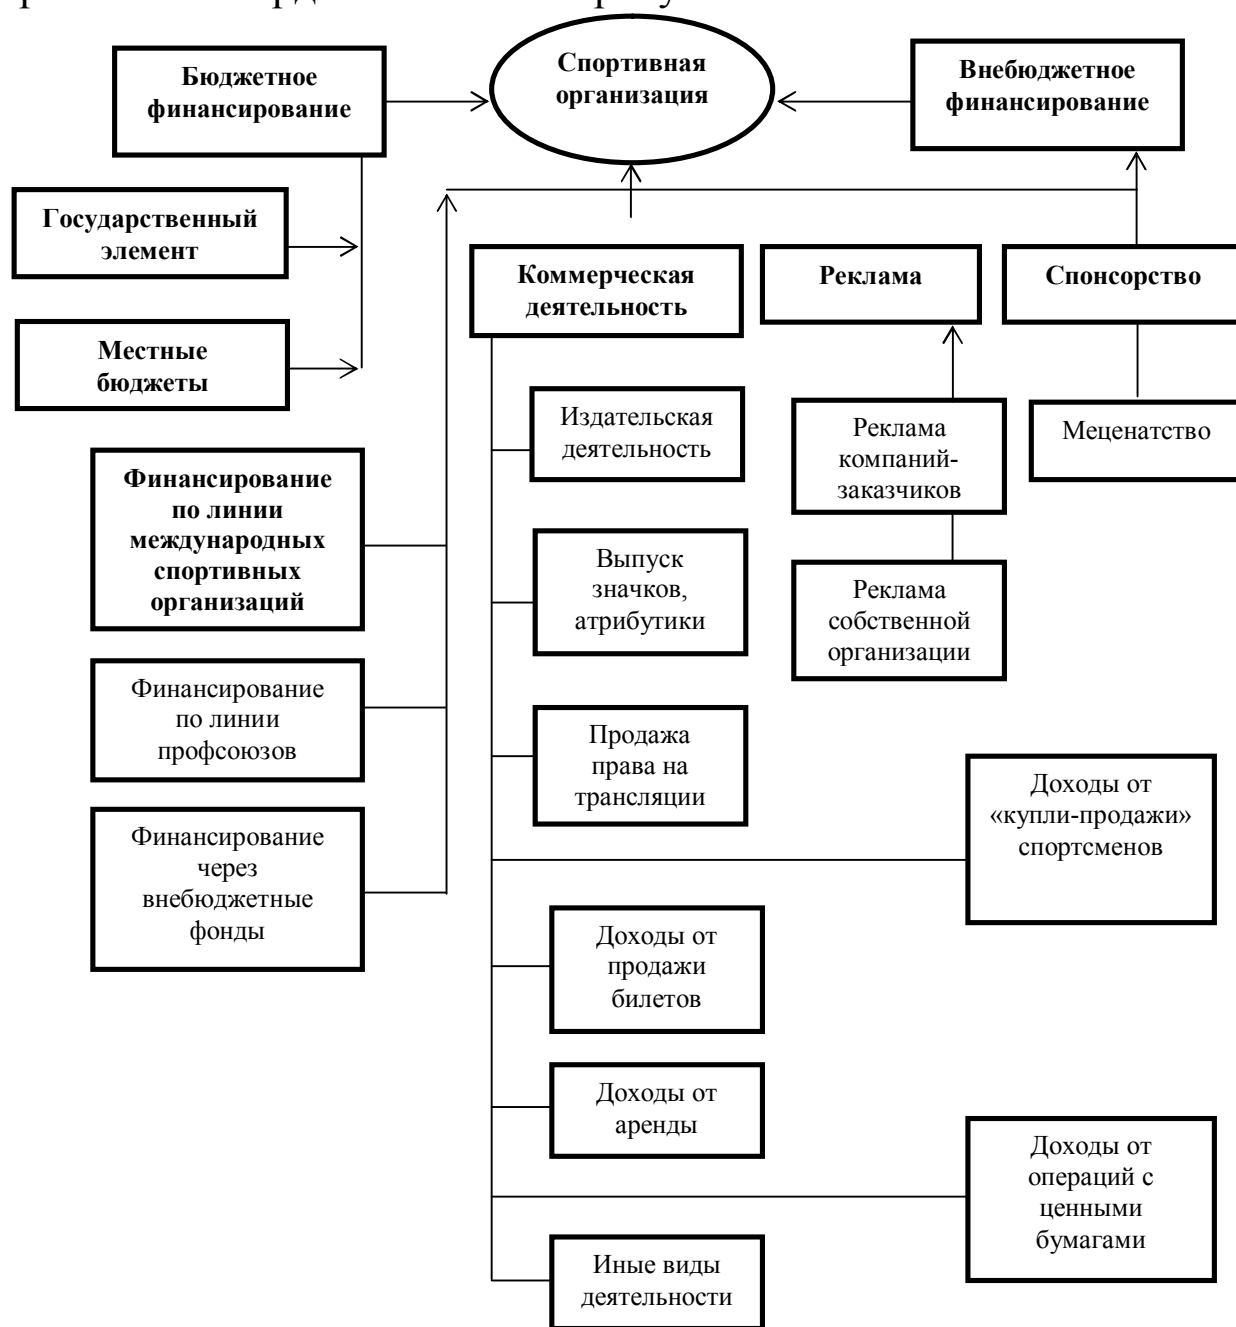 Бюджетное
финансирование
Спортивная
организация
Внебюджетное
финансирование
Государственный
элемент
Местные
бюджеты
Коммерческая
деятельность
Реклама
Спонсорство
Финансирование
по линии
международных
спортивных
организаций
Финансирование
по линии
профсоюзов
Финансирование
через
внебюджетные
фонды
Издательская
деятельность
Выпуск
значков,
атрибутики
Продажа
права на
трансляции
Доходы от
продажи
билетов
Доходы от
аренды
Иные виды
деятельности
Реклама
компаний-
заказчиков
Реклама
собственной
организации
Меценатство
Доходы от
«купли-продажи»
спортсменов
Доходы от
операций с
ценными
бумагами